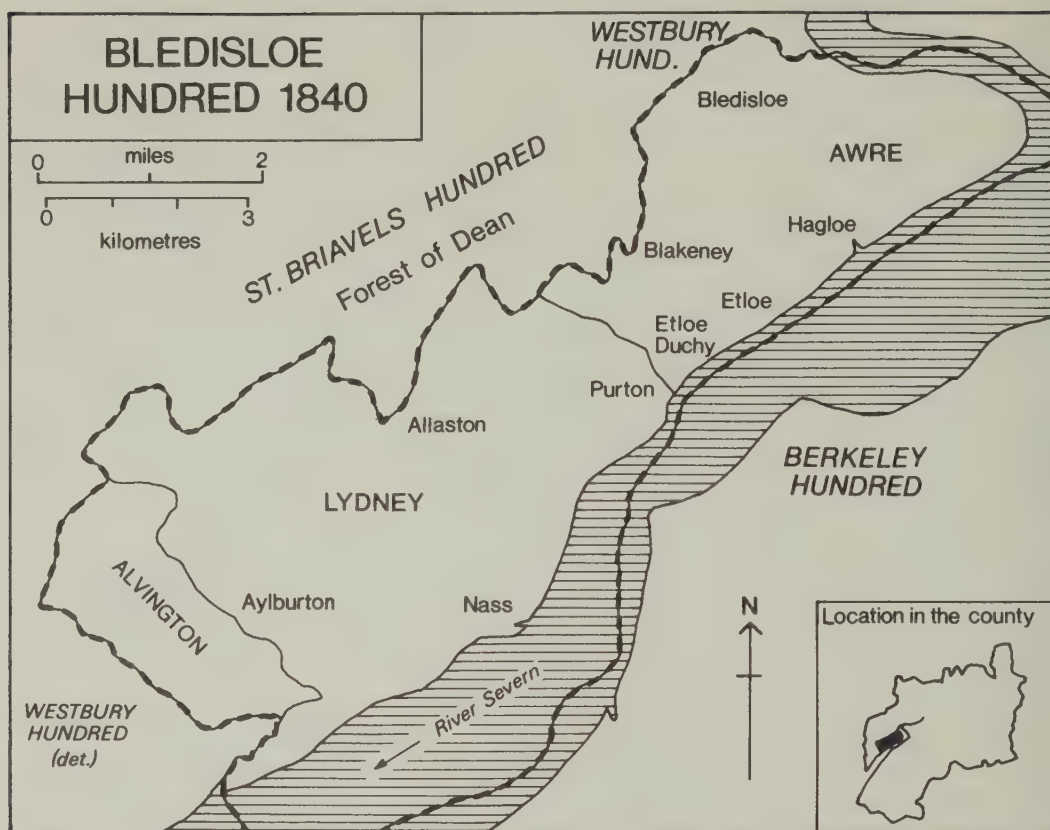 BLEDISLOE
HUNDRED 1840
0 miles 2
0 3
kilometres
WESTBURY
HUND.
Bledisloe
AWRE
ST. BRIAVELS HUNDRED
Forest of Dean
Hagloe
Blakeney
Etloe
Etloe
Duchy
Purton
Allaston
BERKELEY
HUNDRED
LYDNEY
ALVINGTON
Aylburton
Nass
N
Location in the county
River Severn
WESTBURY
HUNDRED
(det.)